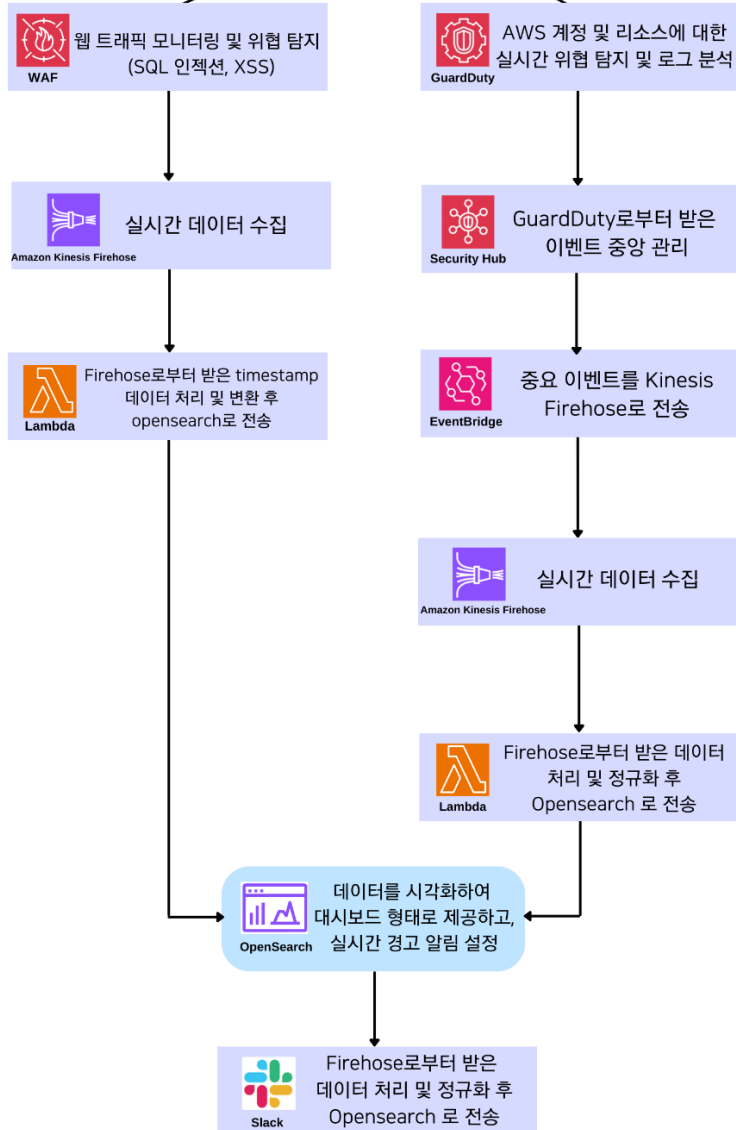 웹 트래픽 모니터링 및 위협 탐지
(SQL 인젝션, XSS)
WAF
AWS 계정 및 리소스에 대한
실시간 위협 탐지 및 로그 분석
GuardDuty
실시간 데이터 수집
Amazon Kinesis Firehose
GuardDuty로부터 받은
이벤트 중앙 관리
Security Hub
Firehose로부터 받은 timestamp
데이터 처리 및 변환 후
opensearch로 전송
Lambda
중요 이벤트를 Kinesis
Firehose로 전송
EventBridge
실시간 데이터 수집
Amazon Kinesis Firehose
Firehose로부터 받은 데이터
처리 및 정규화 후
Opensearch 로 전송
Lambda
데이터를 시각화하여
대시보드 형태로 제공하고,
실시간 경고 알림 설정
OpenSearch
Firehose로부터 받은
데이터 처리 및 정규화 후
Opensearch 로 전송
Slack